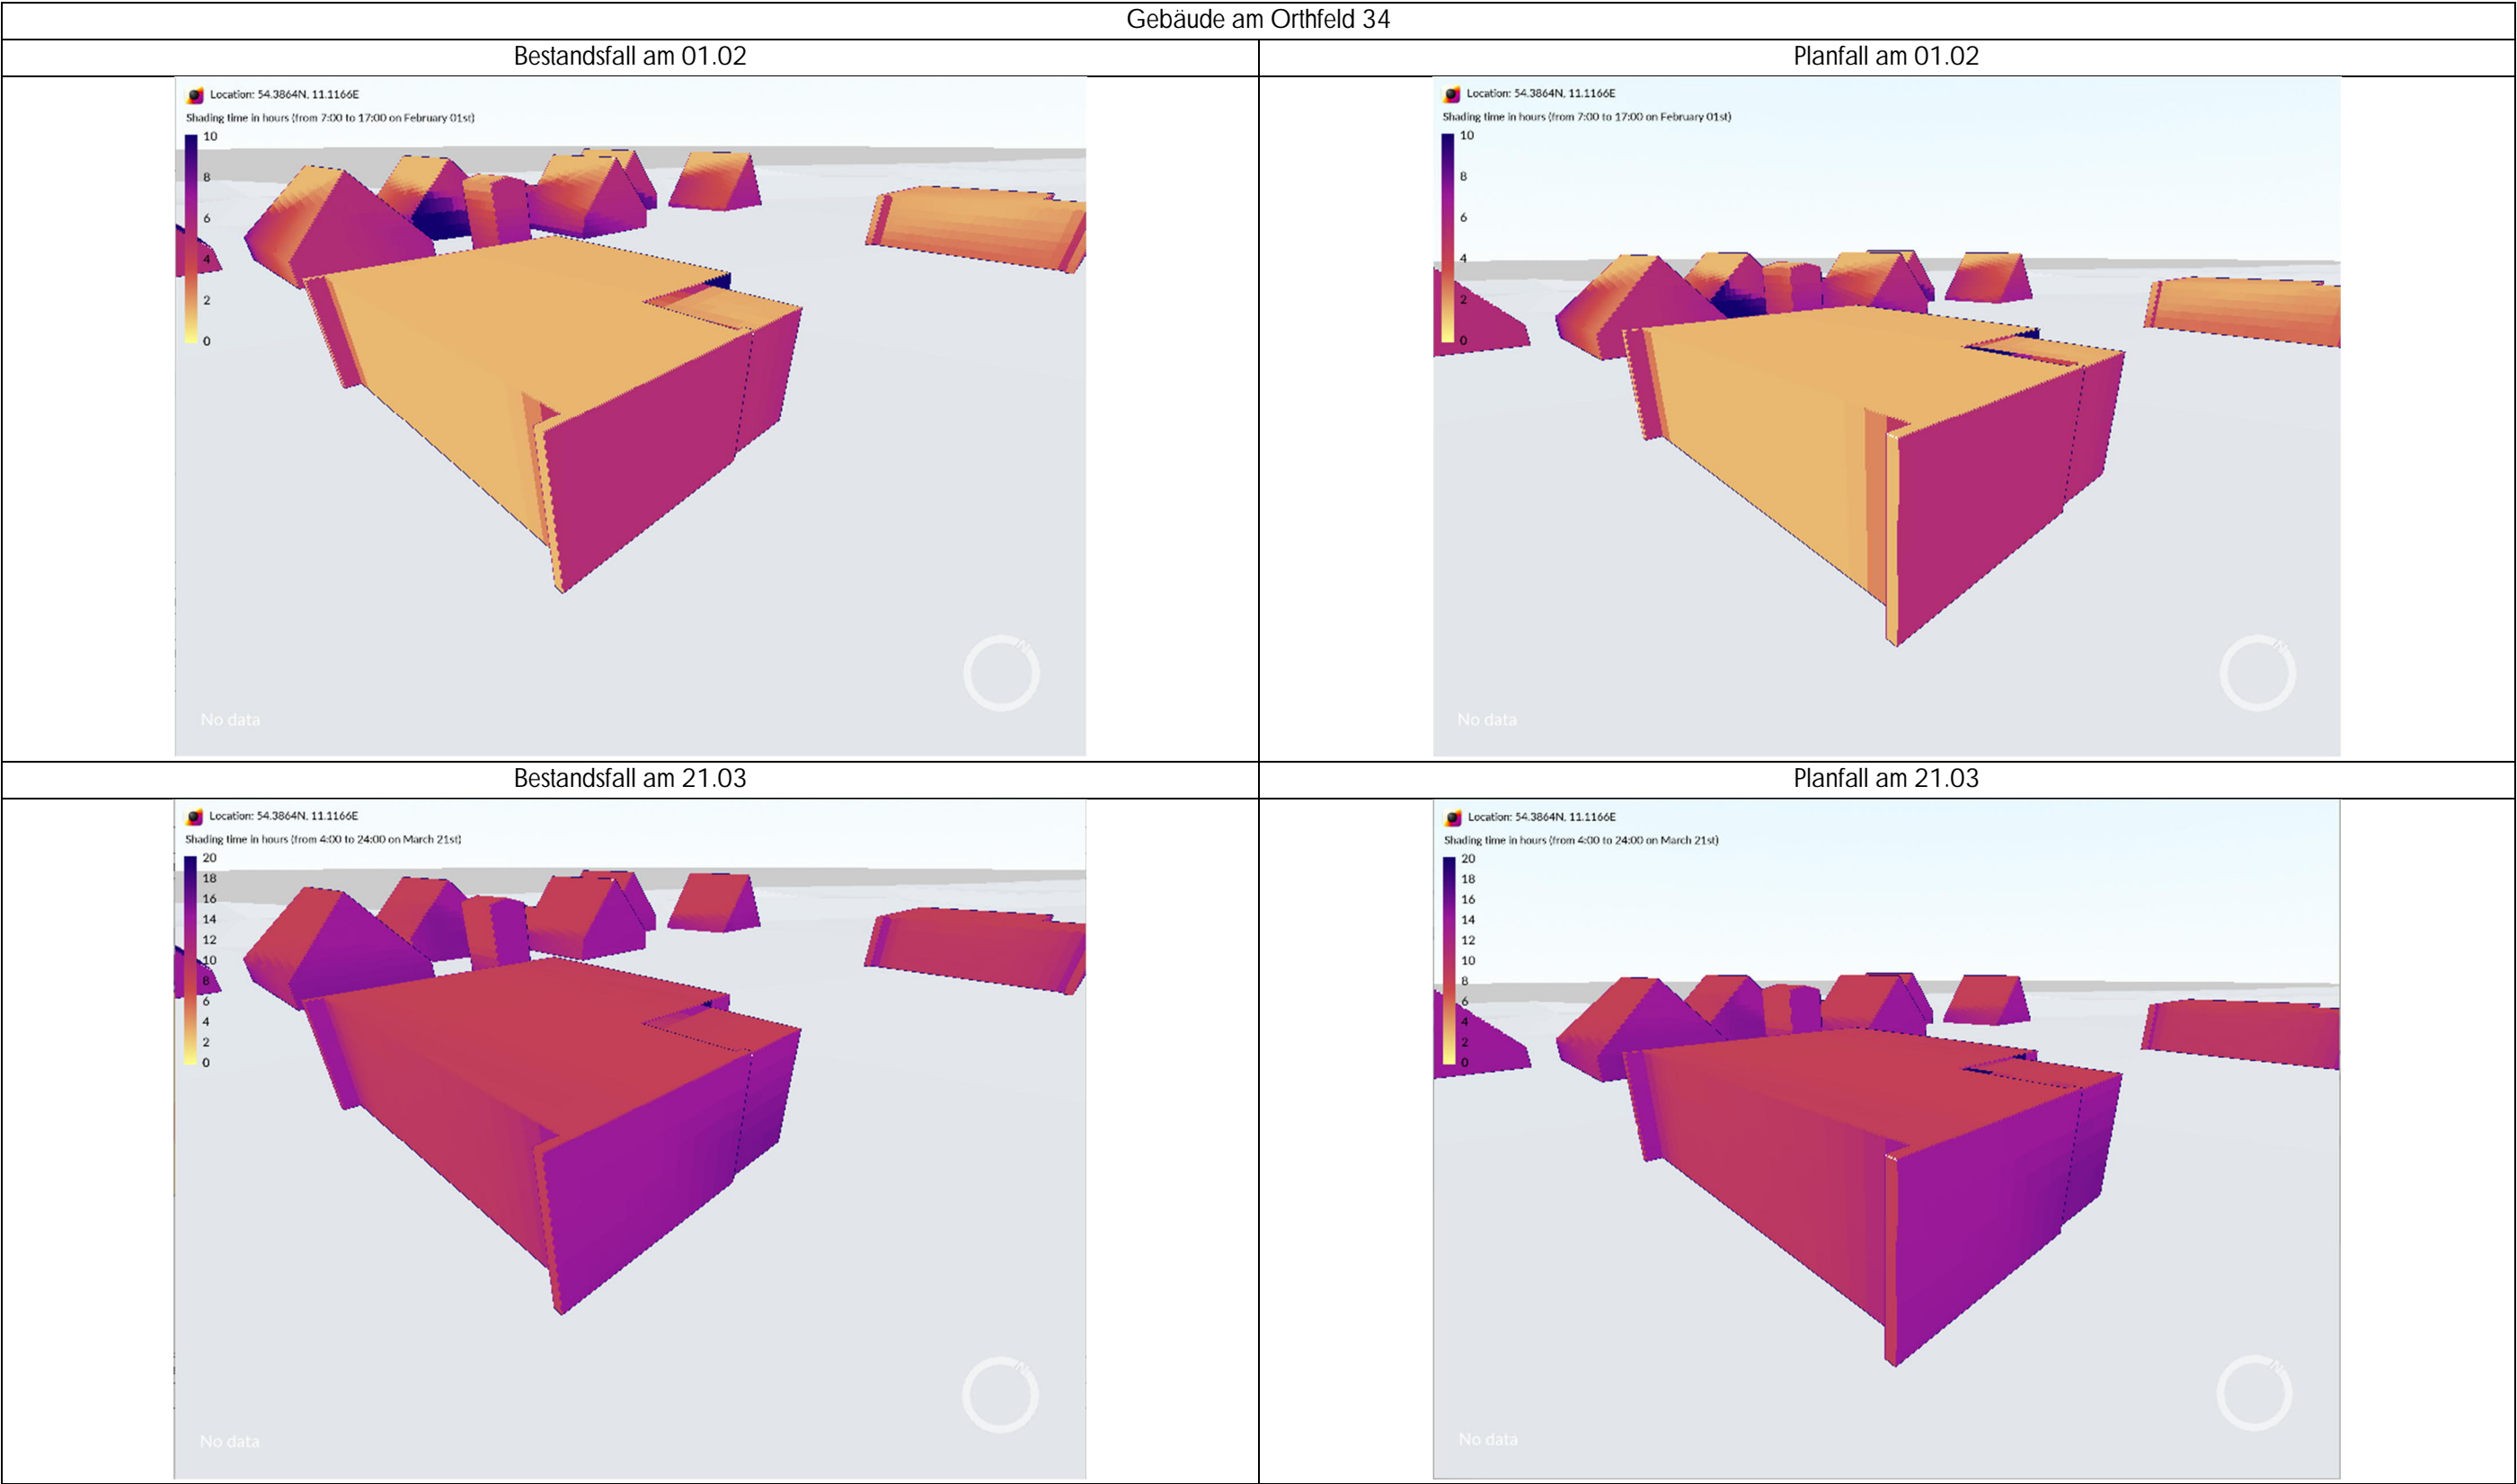 Gebäude am Orthfeld 34
Bestandsfall am 01.02
Planfall am 01.02
Location: 54.3864N, 11.1166E
Shading time in hours (from 7:00 to 17:00 on February 01st)
10
8
6
4
2
0
N
No data
Location: 54.3864N, 11.1166E
Shading time in hours (from 7:00 to 17:00 on February 01st)
10
8
6
4
2
0
N
No data
Bestandsfall am 21.03
Planfall am 21.03
Location: 54.3864N, 11.1166E
Shading time in hours (from 4:00 to 24:00 on March 21st)
20
18
16
14
12
10
8
6
4
2
0
N
No data
Location: 54.3864N, 11.1166E
Shading time in hours (from 4:00 to 24:00 on March 21st)
20
18
16
14
12
10
8
6
4
2
0
N
No data